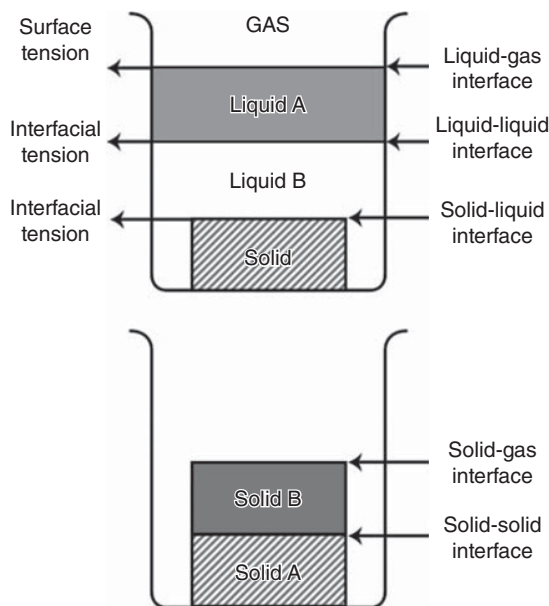 Surface
tension
GAS
Liquid-gas
interface
Liquid A
Interfacial
tension
Liquid-liquid
interface
Liquid B
Interfacial
tension
Solid-liquid
interface
Solid
Solid-gas
interface
Solid B
Solid-solid
interface
Solid A